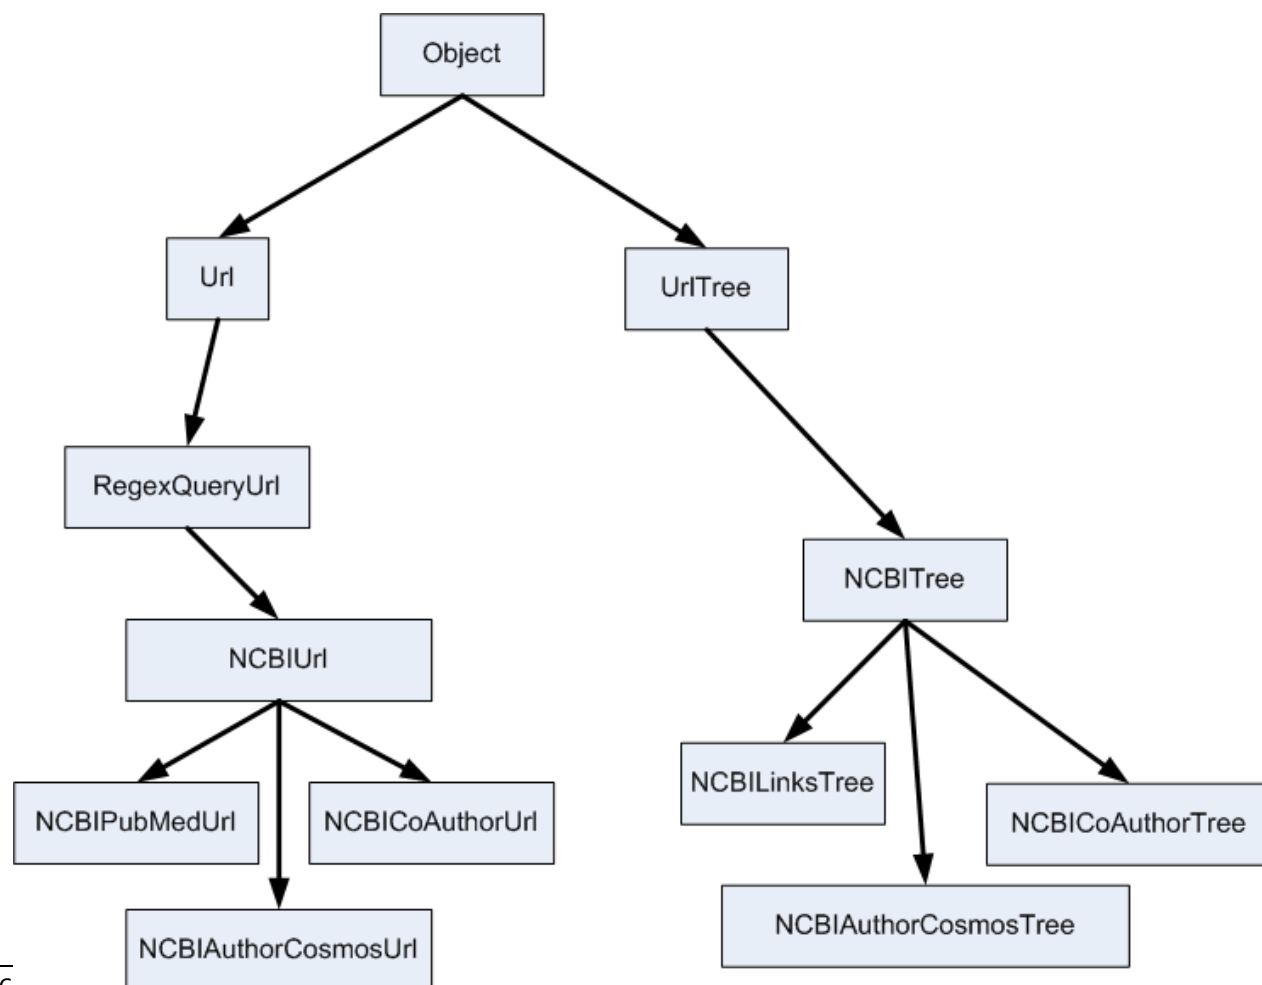 Object
Url
UrlTree
RegexQueryUrl
NCBITree
NCBIUrl
NCBILinksTree
NCBIPubMedUrl
NCBICoAuthorUrl
NCBICoAuthorTree
NCBIAuthorCosmosTree
NCBIAuthorCosmosUrl